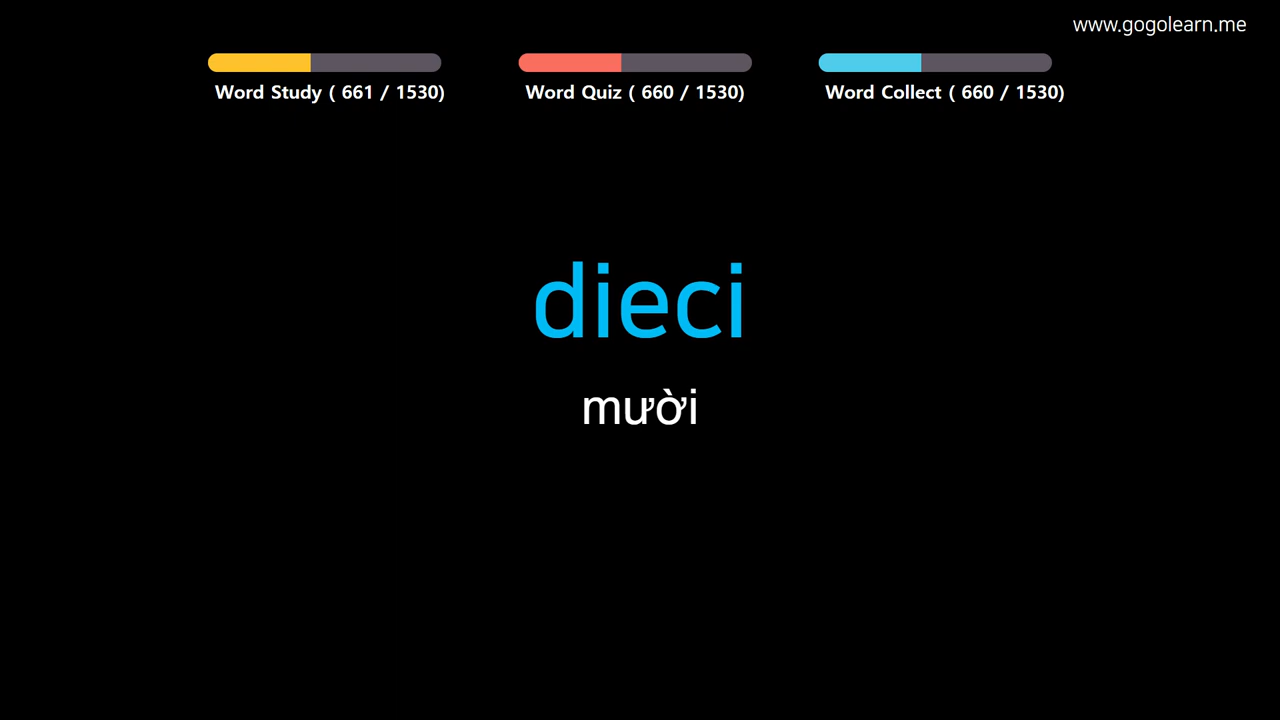 www.gogolearn.me
Word Study ( 661 / 1530)
Word Quiz ( 660 / 1530)
Word Collect ( 660 / 1530)
dieci
mười